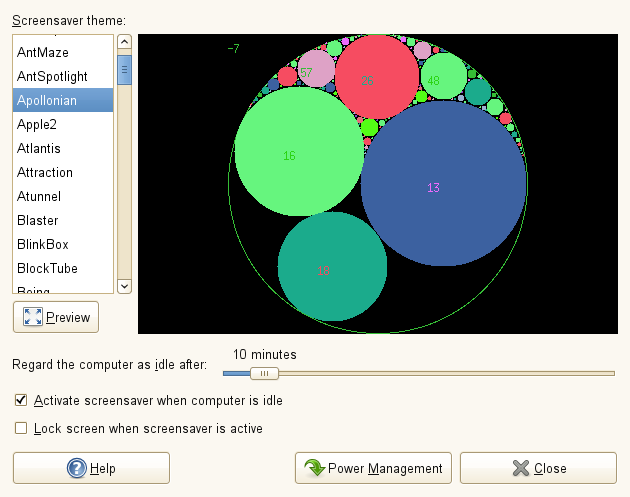 Screensaver theme:
AntMaze
AntSpotlight
Apollonian
Apple2
Atlantis
Attraction
Atunnel
Blaster
BlinkBox
BlockTube
Boing
-7
57
48
16
13
18
Preview
Regard the computer as idle after:
10 minutes
Activate screensaver when computer is idle
Lock screen when screensaver is active
Help
Power Management
Close